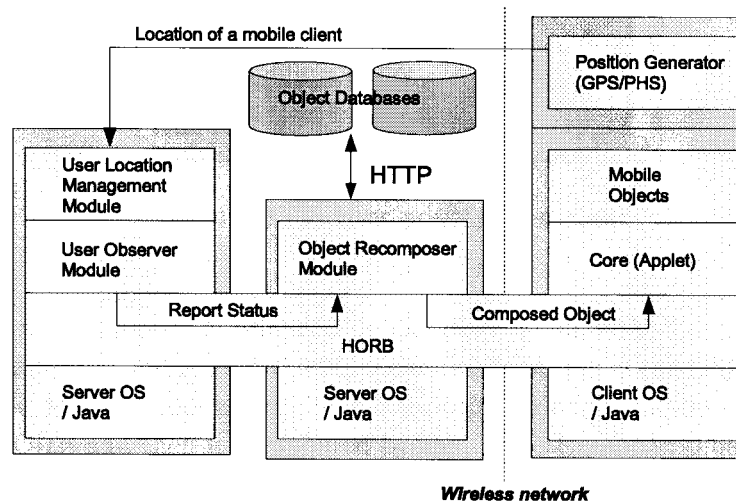 Location of a mobile client
Position Generator
(GPS/PHS)
Object Databases
HTTP
User Location
Management
Module
Mobile
Objects
User Observer
Module
Object Recomposer
Module
Core (Applet)
Report Status
Composed Object
HORB
Server OS
/ Java
Server OS
/ Java
Client OS
/ Java
Wireless network